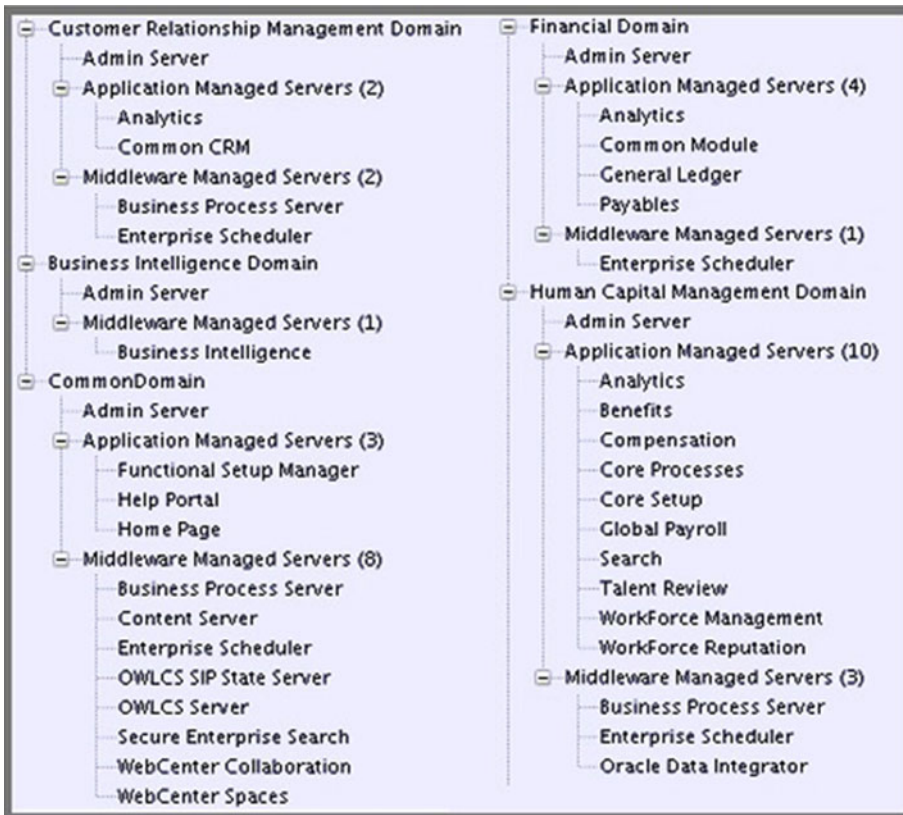 Customer Relationship Management Domain
Admin Server
Application Managed Servers (2)
Analytics
Common CRM
Middleware Managed Servers (2)
Business Process Server
Enterprise Scheduler
Business Intelligence Domain
Admin Server
Middleware Managed Servers (1)
Business Intelligence
CommonDomain
Admin Server
Application Managed Servers (3)
Functional Setup Manager
Help Portal
Home Page
Middleware Managed Servers (8)
Business Process Server
Content Server
Enterprise Scheduler
OWLCS SIP State Server
OWLCS Server
Secure Enterprise Search
WebCenter Collaboration
WebCenter Spaces
Financial Domain
Admin Server
Application Managed Servers (4)
Analytics
Common Module
General Ledger
Payables
Middleware Managed Servers (1)
Enterprise Scheduler
Human Capital Management Domain
Admin Server
Application Managed Servers (10)
Analytics
Benefits
Compensation
Core Processes
Core Setup
Global Payroll
Search
Talent Review
WorkForce Management
WorkForce Reputation
Middleware Managed Servers (3)
Business Process Server
Enterprise Scheduler
Oracle Data Integrator